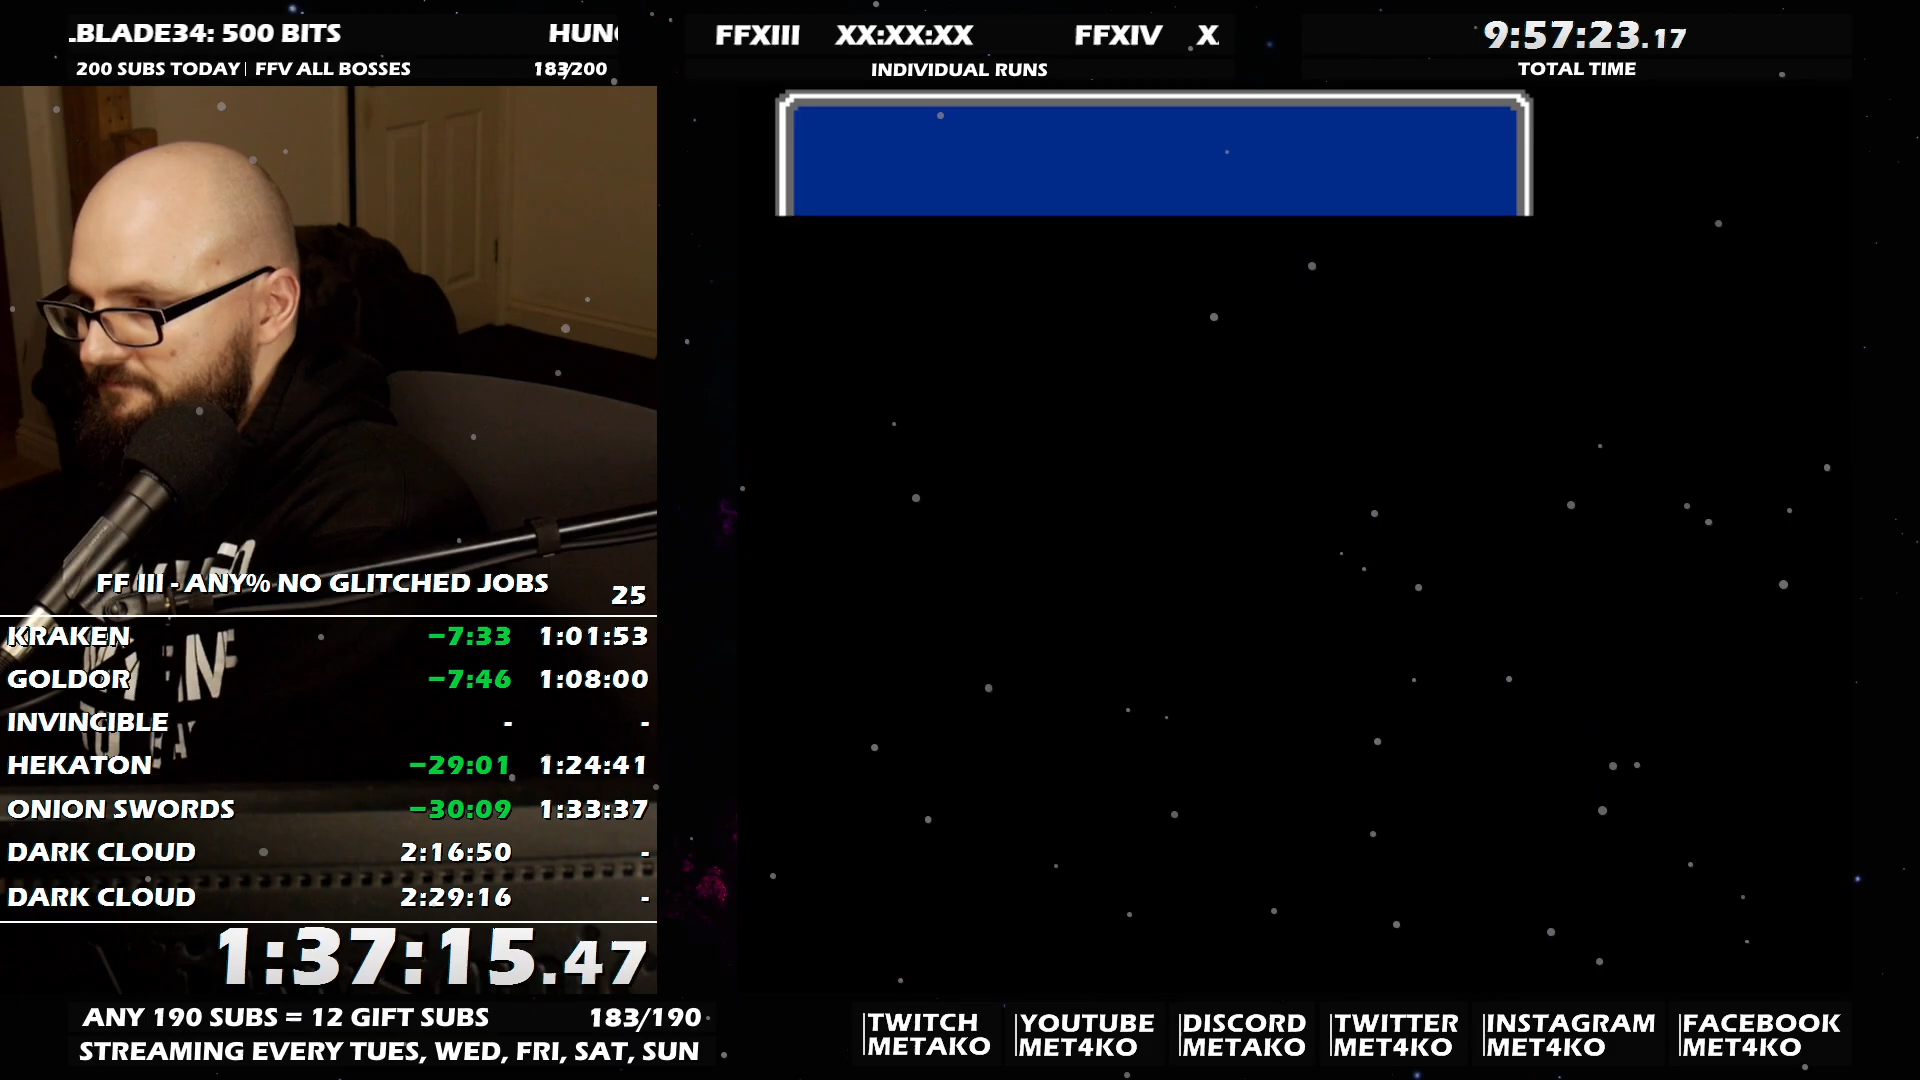 .BLADE34: 500 BITS HUN
200 SUBS TODAY FFV ALL BOSSES 183/200
FFXIII XX:XX:XX FFXIV X
INDIVIDUAL RUNS
9:57:23.17
TOTAL TIME
FF III - ANY% NO GLITCHED JOBS
25
KRAKEN -7:33 1:01:53
GOLDOR -7:46 1:08:00
INVINCIBLE - -
HEKATON -29:01 1:24:41
ONION SWORDS -30:09 1:33:37
DARK CLOUD 2:16:50 -
DARK CLOUD 2:29:16 -
1:37:15.47
ANY 190 SUBS = 12 GIFT SUBS 183/190
STREAMING EVERY TUES, WED, FRI, SAT, SUN
TWITCH
METAKO
YOUTUBE
MET4KO
DISCORD
METAKO
TWITTER
MET4KO
INSTAGRAM
MET4KO
FACEBOOK
MET4KO